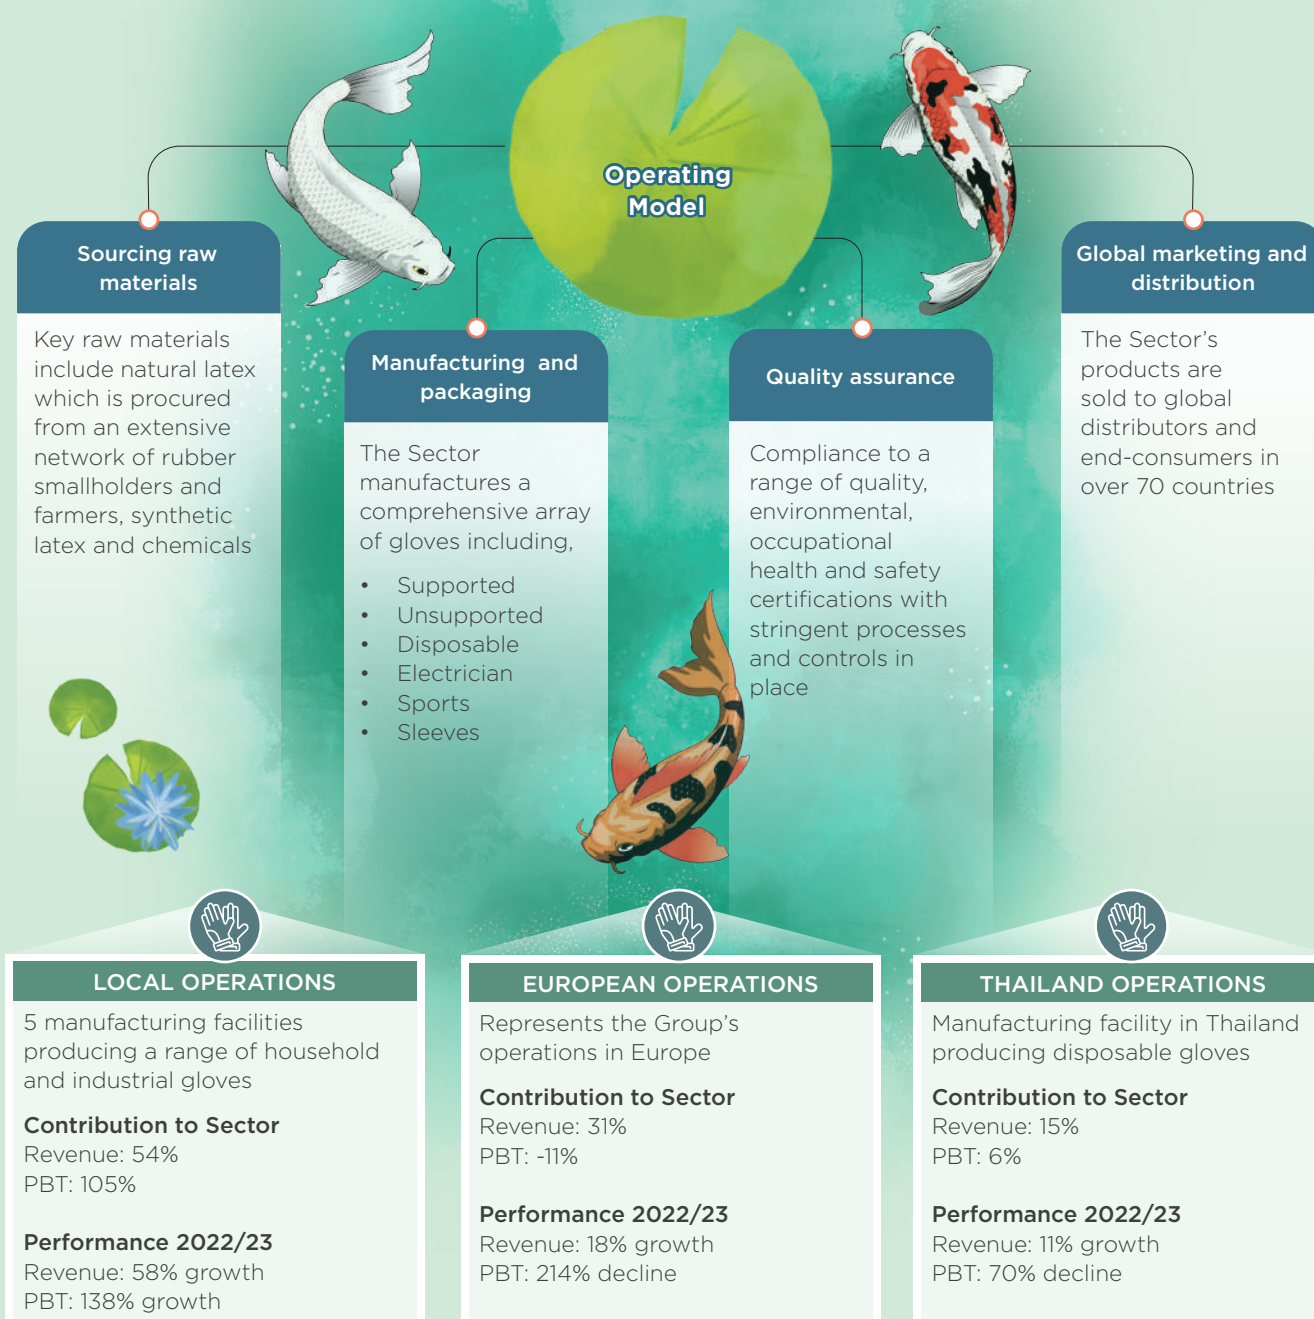 Operating
Model
Sourcing raw
materials
Key raw materials
include natural latex
which is procured
from an extensive
network of rubber
smallholders and
farmers, synthetic
latex and chemicals
Manufacturing and
packaging
The Sector
manufactures a
comprehensive array
of gloves including,
• Supported
• Unsupported
• Disposable
• Electrician
• Sports
• Sleeves
Quality assurance
Compliance to a
range of quality,
environmental,
occupational
health and safety
certifications with
stringent processes
and controls in
place
Global marketing and
distribution
The Sector’s
products are
sold to global
distributors and
end-consumers in
over 70 countries
LOCAL OPERATIONS
5 manufacturing facilities
producing a range of household
and industrial gloves
Contribution to Sector
Revenue: 54%
PBT: 105%
Performance 2022/23
Revenue: 58% growth
PBT: 138% growth
EUROPEAN OPERATIONS
Represents the Group’s
operations in Europe
Contribution to Sector
Revenue: 31%
PBT: -11%
Performance 2022/23
Revenue: 18% growth
PBT: 214% decline
THAILAND OPERATIONS
Manufacturing facility in Thailand
producing disposable gloves
Contribution to Sector
Revenue: 15%
PBT: 6%
Performance 2022/23
Revenue: 11% growth
PBT: 70% decline